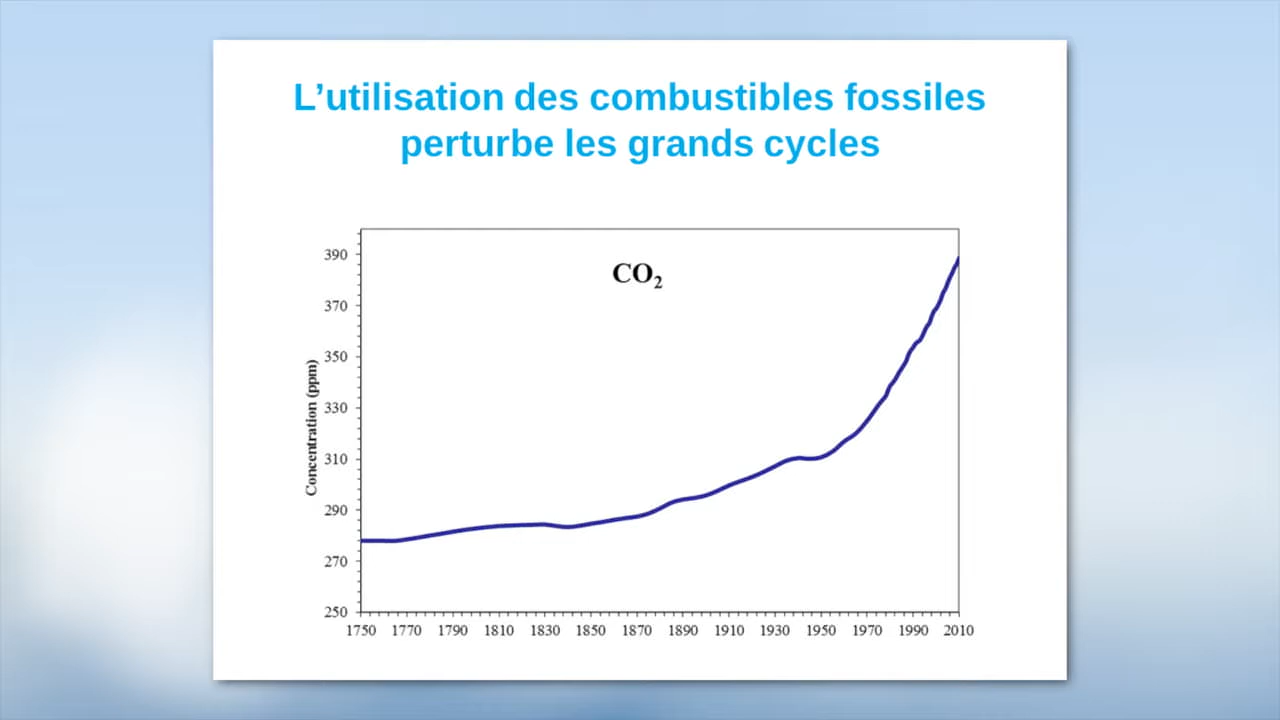 L’utilisation des combustibles fossiles
perturbe les grands cycles
CO₂
Concentration (ppm)
390
370
350
330
310
290
270
250
1750 1770 1790 1810 1830 1850 1870 1890 1910 1930 1950 1970 1990 2010